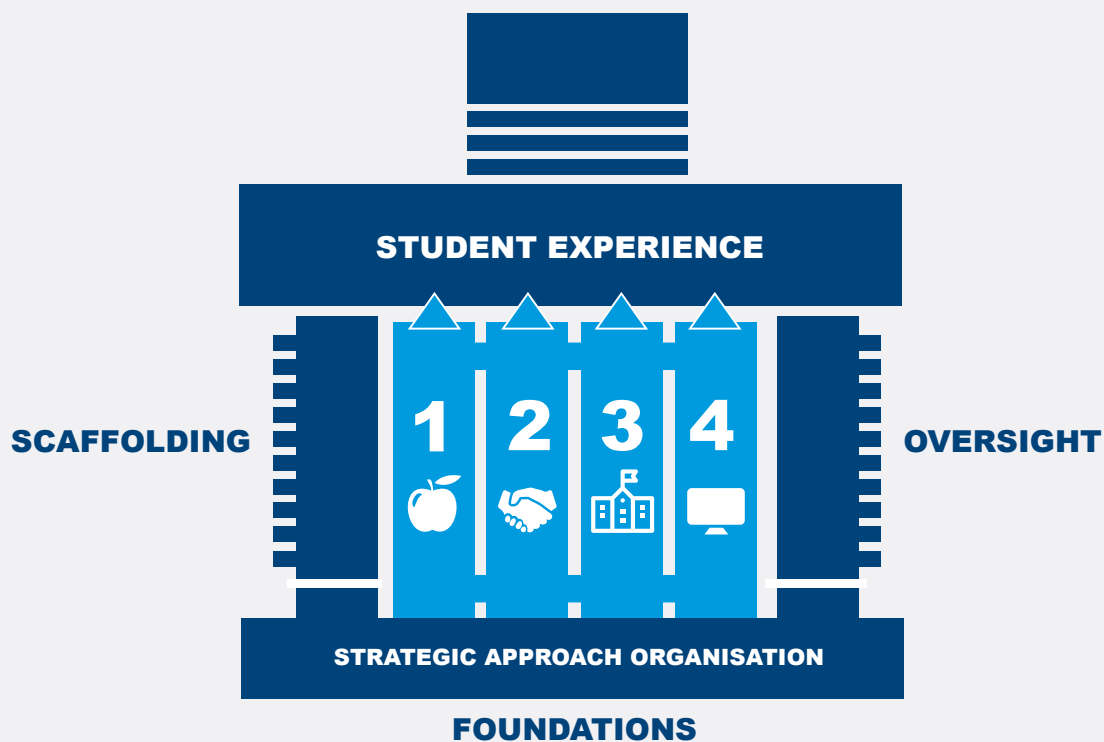 STUDENT EXPERIENCE
1 2 3 4
SCAFFOLDING
OVERSIGHT
STRATEGIC APPROACH ORGANISATION
FOUNDATIONS